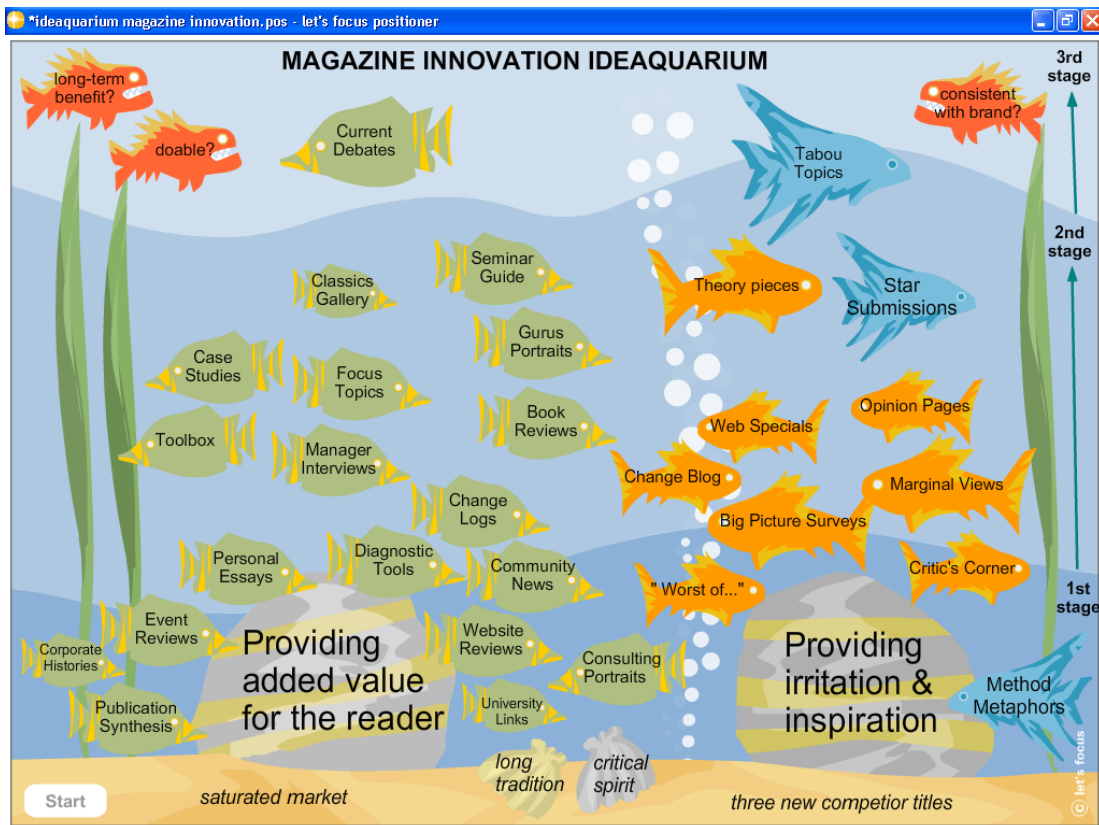 *ideaquarium magazine innovation.pos - let's focus positioner
MAGAZINE INNOVATION IDEAQUARIUM
3rd
stage
long-term
benefit?
doable?
Current
Debates
Tabou
Topics
consistent
with brand?
2nd
stage
Classics
Gallery
Seminar
Guide
Theory pieces
Star
Submissions
Case
Studies
Focus
Topics
Gurus
Portraits
Toolbox
Manager
Interviews
Book
Reviews
Web Specials
Opinion Pages
Change Blog
Marginal Views
Change
Logs
Big Picture Surveys
Personal
Essays
Diagnostic
Tools
Community
News
"Worst of..."
Critic's Corner
1st
stage
Event
Reviews
Corporate
Histories
Publication
Synthesis
Providing
added value
for the reader
Website
Reviews
Consulting
Portraits
University
Links
Providing
irritation &
inspiration
Method
Metaphors
long
tradition
critical
spirit
Start
saturated market
three new competior titles
© let's focus